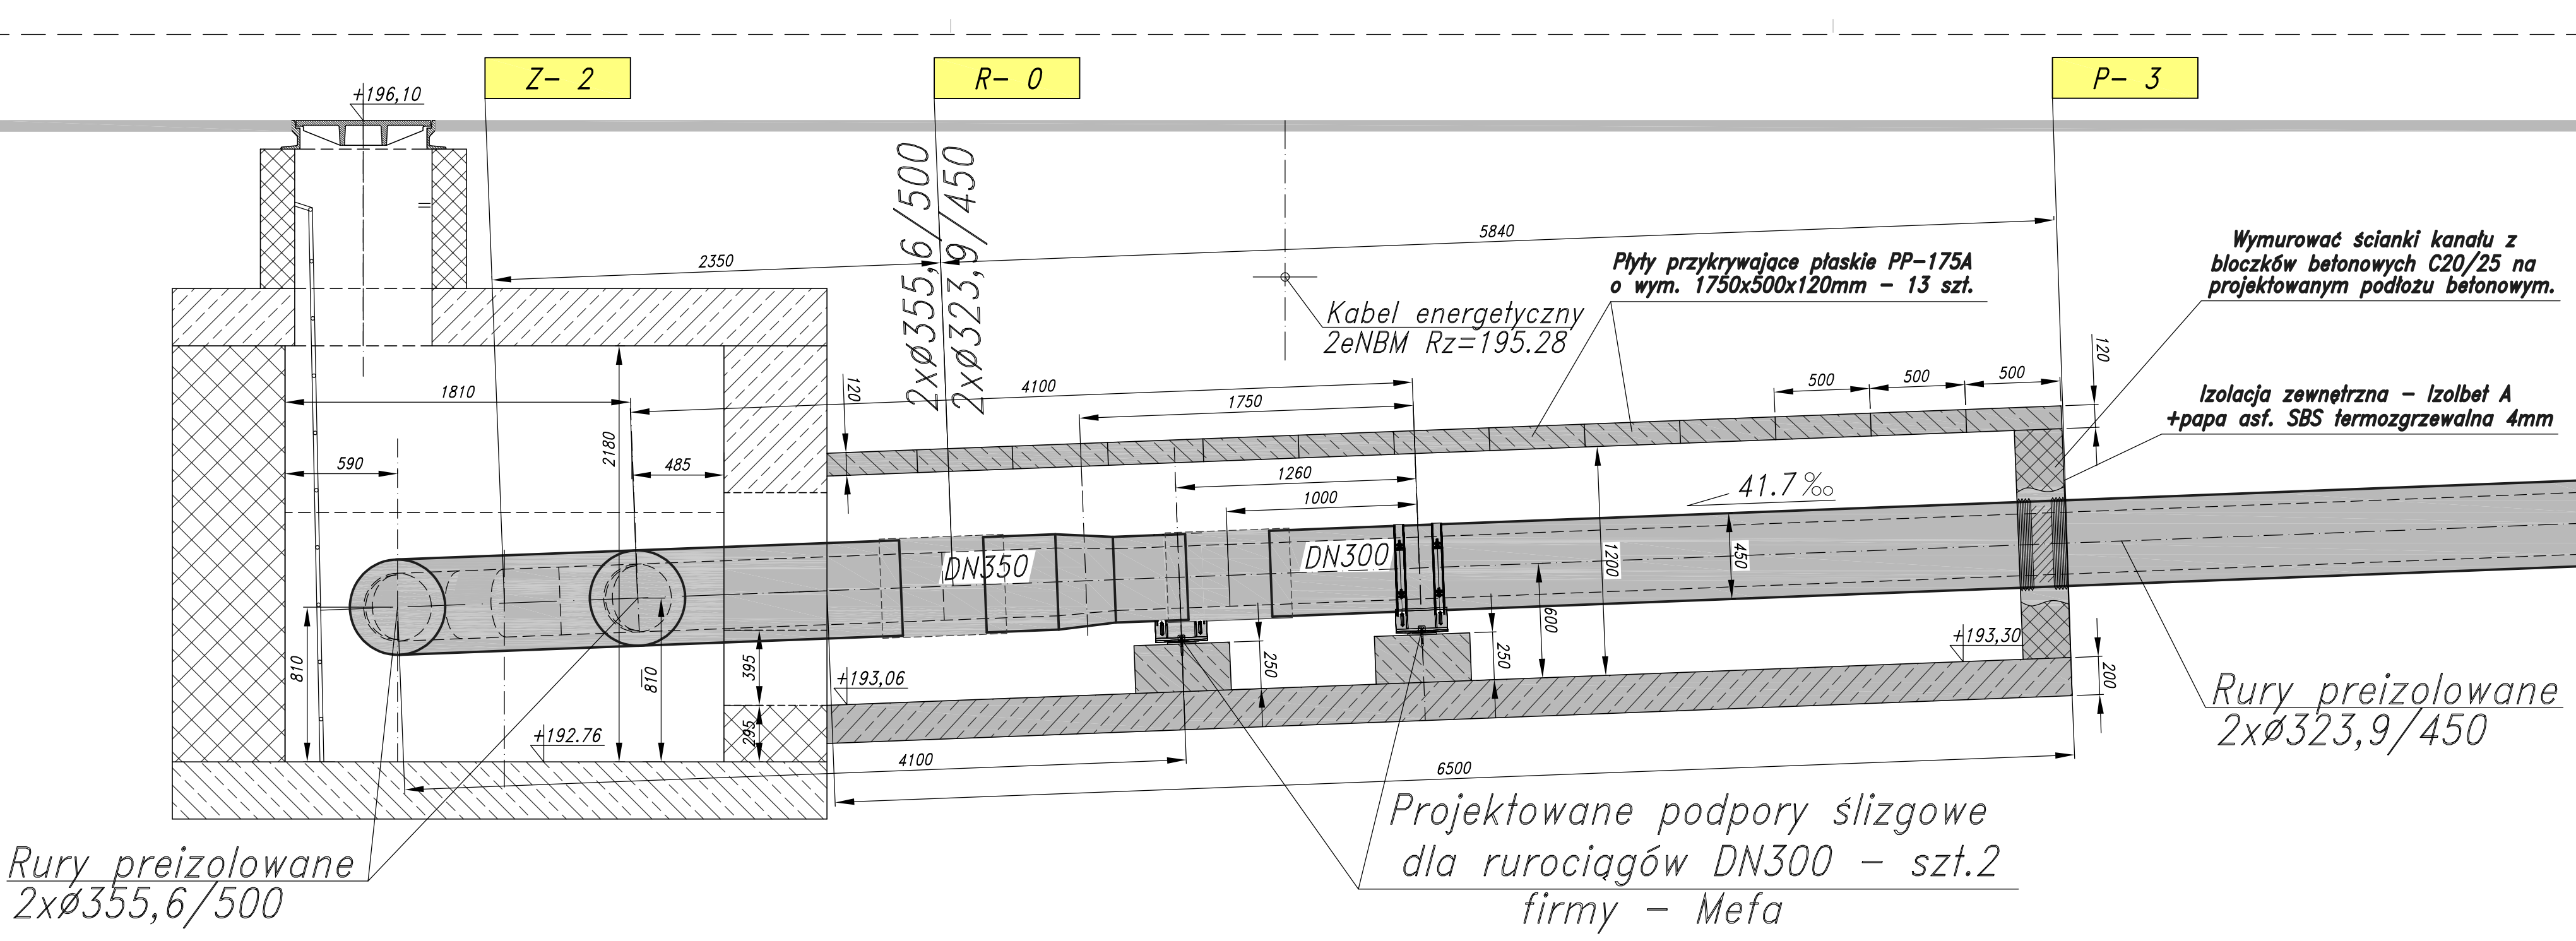 Z- 2
R- 0
P- 3
+196,10
2xø355,6/500
2xø323,9/450
5840
2350
Płyty przykrywające płaskie PP-175A
o wym. 1750x500x120mm - 13 szt.
Wymurować ścianki kanału z
bloczków betonowych C20/25 na
projektowanym podłożu betonowym.
Kabel energetyczny
2eNBM Rz=195.28
120
120
4100
500
500
500
1810
1750
Izolacja zewnętrzna - Izolbet A
+papa asf. SBS termozgrzewalna 4mm
2180
590
485
1260
1000
41.7‰
DN350
DN300
1200
450
600
810
810
395
295
250
250
+193,30
+193,06
+192.76
200
Rury preizolowane
2xø323,9/450
4100
6500
Projektowane podpory ślizgowe
dla rurociągów DN300 - szt.2
firmy - Mefa
Rury preizolowane
2xø355,6/500